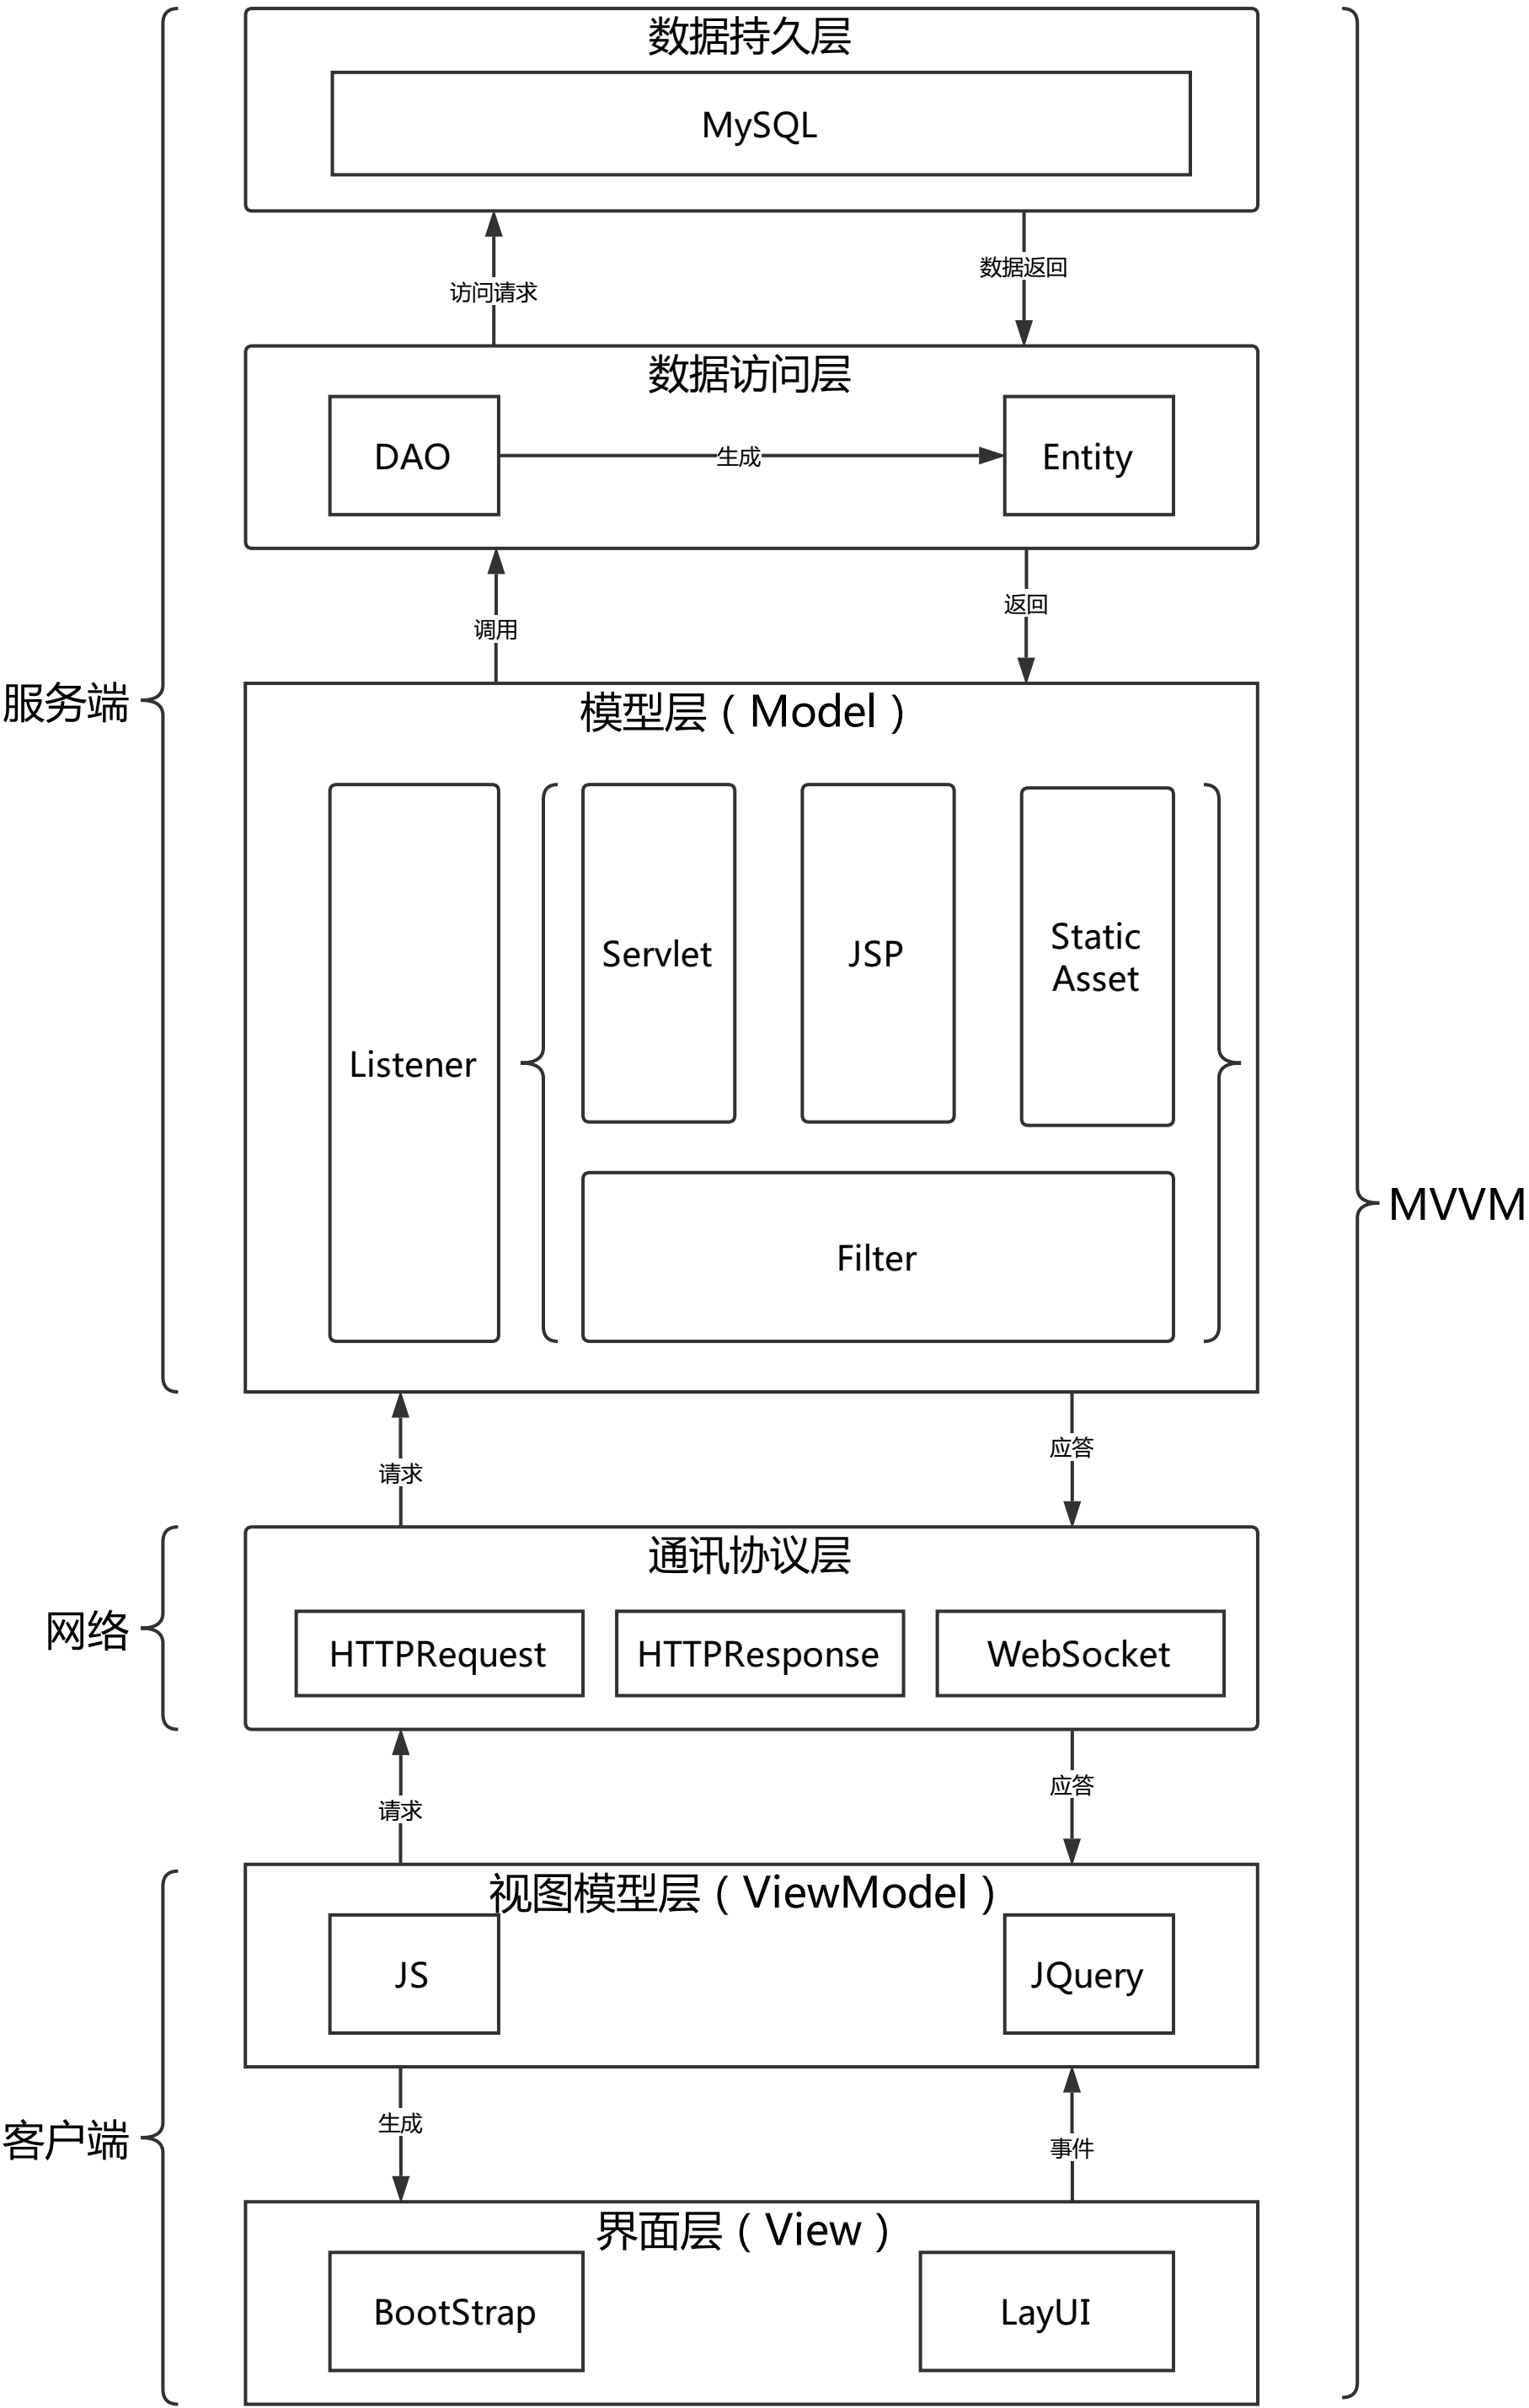 数据持久层
MySQL
访问请求
数据返回
数据访问层
DAO
生成
Entity
调用
返回
服务端
模型层（Model）
Listener
Servlet
JSP
Static
Asset
Filter
MVVM
请求
应答
网络
通讯协议层
HTTPRequest
HTTPResponse
WebSocket
请求
应答
视图模型层（ViewModel）
JS
JQuery
客户端
生成
事件
界面层（View）
BootStrap
LayUI